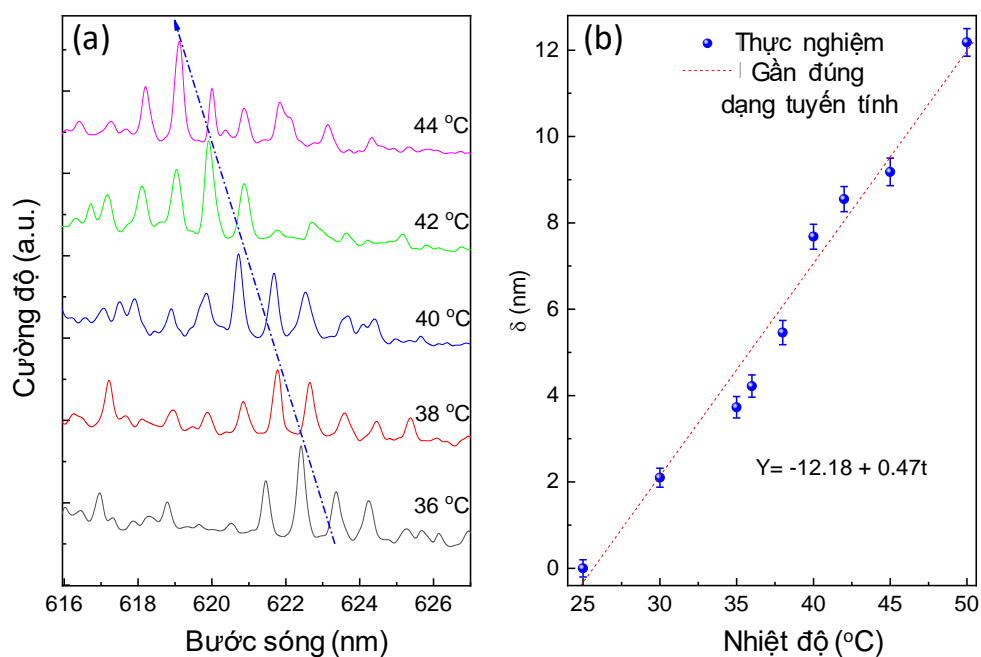 (a)
44 °C
42 °C
40 °C
38 °C
36 °C
Cường độ (a.u.)
616 618 620 622 624 626
Bước sóng (nm)
(b)
Thực nghiệm
Gần đúng
dạng tuyến tính
Y= -12.18 + 0.47t
δ (nm)
12
10
8
6
4
2
0
25 30 35 40 45 50
Nhiệt độ (°C)